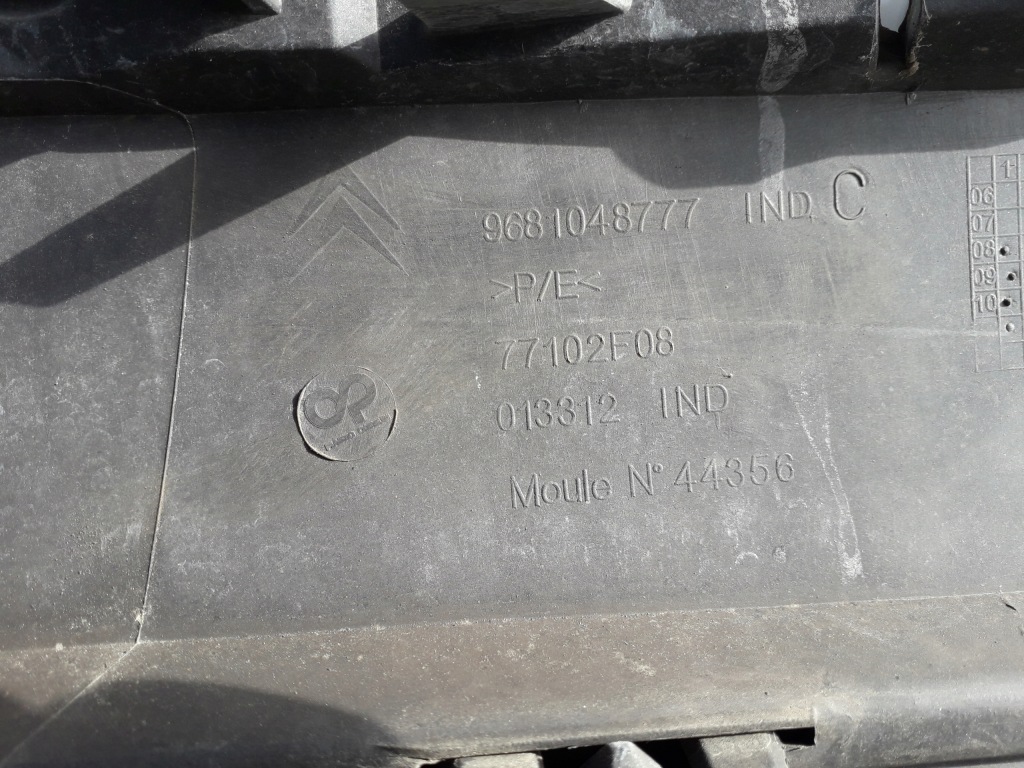 9681048777 IND C
>P/E<
77102F08
013312 IND
Moule N° 44356
06
07
08
09
10